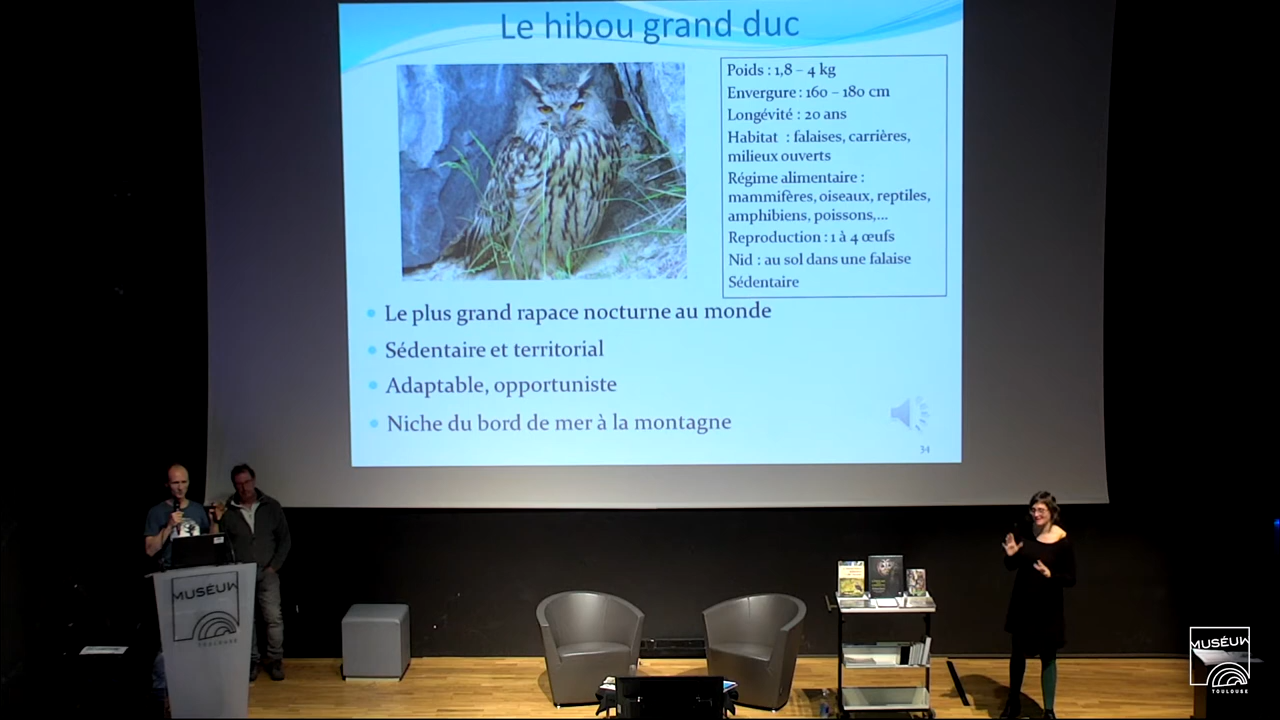 Le hibou grand duc
Poids : 1,8 – 4 kg
Envergure : 160 – 180 cm
Longévité : 20 ans
Habitat : falaises, carrières,
milieux ouverts
Régime alimentaire :
mammifères, oiseaux, reptiles,
amphibiens, poissons,...
Reproduction : 1 à 4 œufs
Nid : au sol dans une falaise
Sédentaire
Le plus grand rapace nocturne au monde
Sédentaire et territorial
Adaptable, opportuniste
Niche du bord de mer à la montagne
34
MUSÉUM
TOULOUSE
MUSÉUM
TOULOUSE